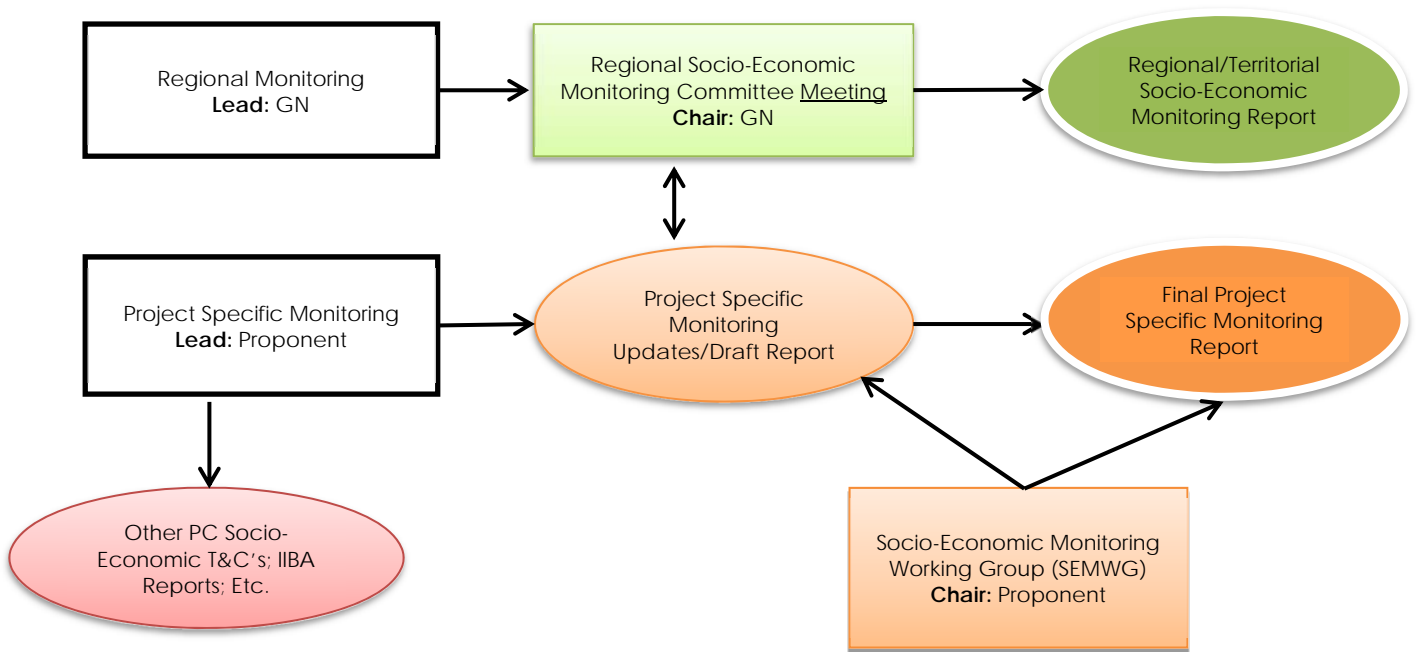 Regional Monitoring
Lead: GN
Regional Socio-Economic
Monitoring Committee Meeting
Chair: GN
Regional/Territorial
Socio-Economic
Monitoring Report
Project Specific Monitoring
Lead: Proponent
Project Specific
Monitoring
Updates/Draft Report
Final Project
Specific Monitoring
Report
Other PC Socio-
Economic T&C's; IIBA
Reports; Etc.
Socio-Economic Monitoring
Working Group (SEMWG)
Chair: Proponent